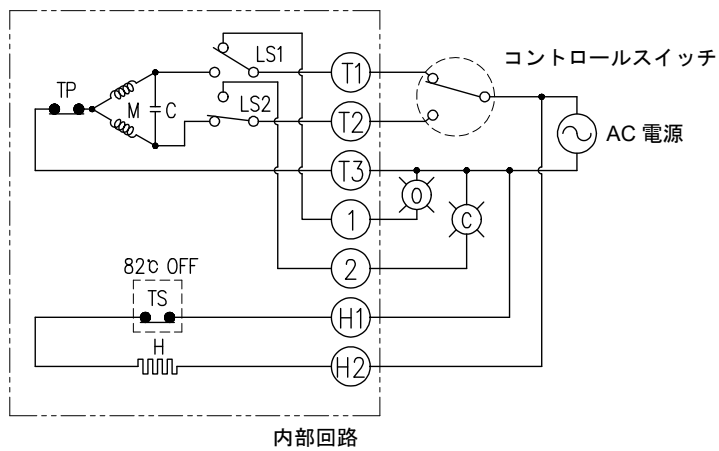 コントロールスイッチ
LS1
T1
TP
M
C
LS2
T2
AC 電源
T3
O
1
C
2
82℃ OFF
TS
H1
H
H2
内部回路